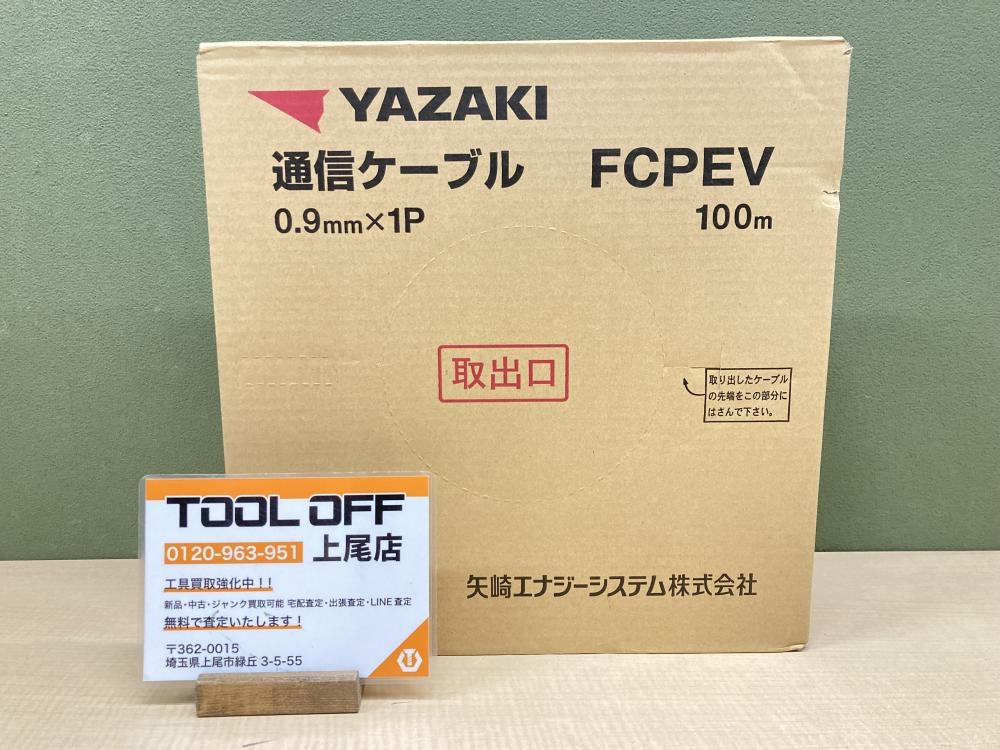 YAZAKI
通信ケーブル FCPEV
0.9mm×1P 100m
取出口
取り出したケーブル
の先端をこの部分に
はさんで下さい。
矢崎エナジーシステム株式会社
TOOL OFF
0120-963-951 上尾店
工具買取強化中!!
新品・中古・ジャンク買取可能 宅配査定・出張査定・LINE査定
無料で査定いたします!
〒362-0015
埼玉県上尾市緑丘 3-5-55